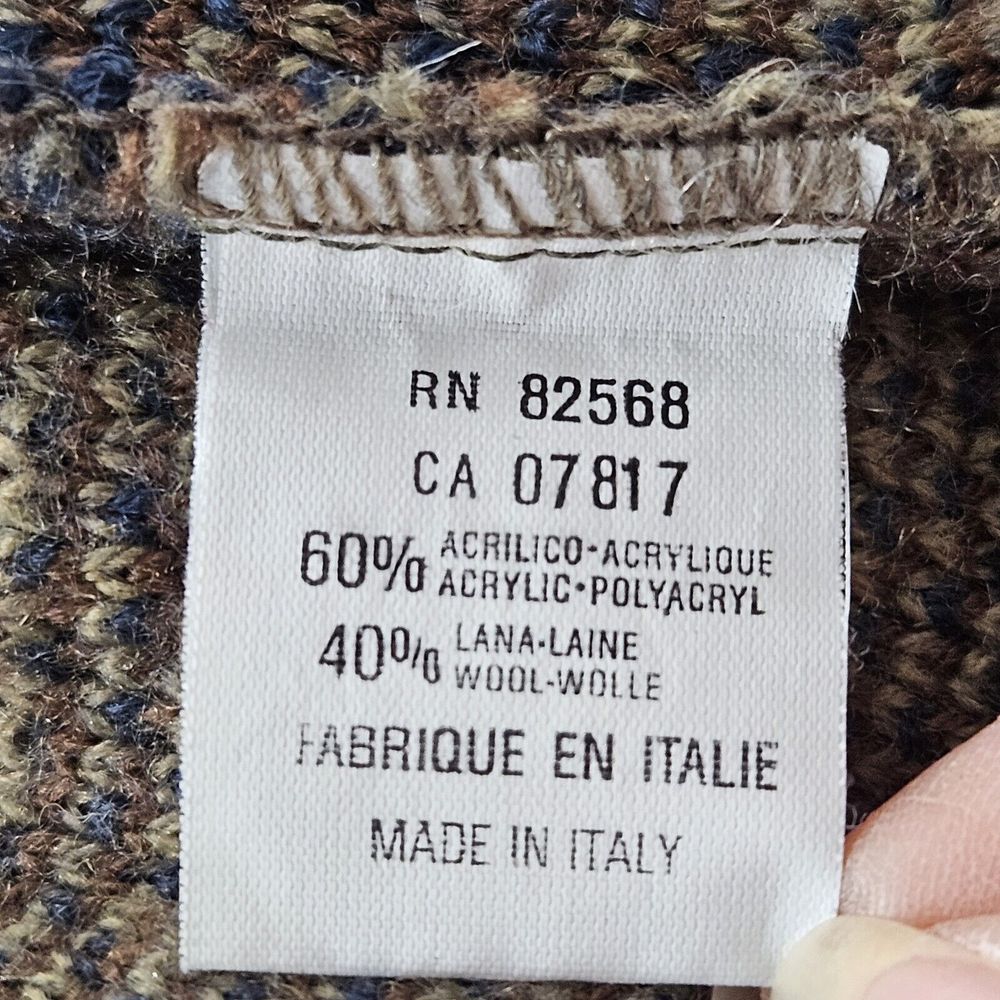 RN 82568
CA 07817
60% ACRILICO-ACRYLIQUE
ACRYLIC•POLYACRYL
40% LANA-LAINE
WOOL-WOLLE
FABRIQUE EN ITALIE
MADE IN ITALY